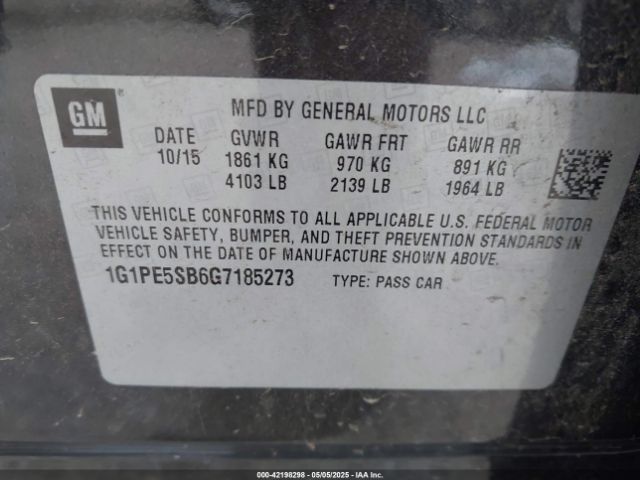 GM
MFD BY GENERAL MOTORS LLC
DATE GVWR GAWR FRT GAWR RR
10/15 1861 KG 970 KG 891 KG
4103 LB 2139 LB 1964 LB
THIS VEHICLE CONFORMS TO ALL APPLICABLE U.S. FEDERAL MOTOR
VEHICLE SAFETY, BUMPER, AND THEFT PREVENTION STANDARDS IN
EFFECT ON THE DATE OF MANUFACTURE SHOWN ABOVE.
1G1PE5SB6G7185273 TYPE: PASS CAR
000-42198298 - 05/05/2025 - IAA Inc.